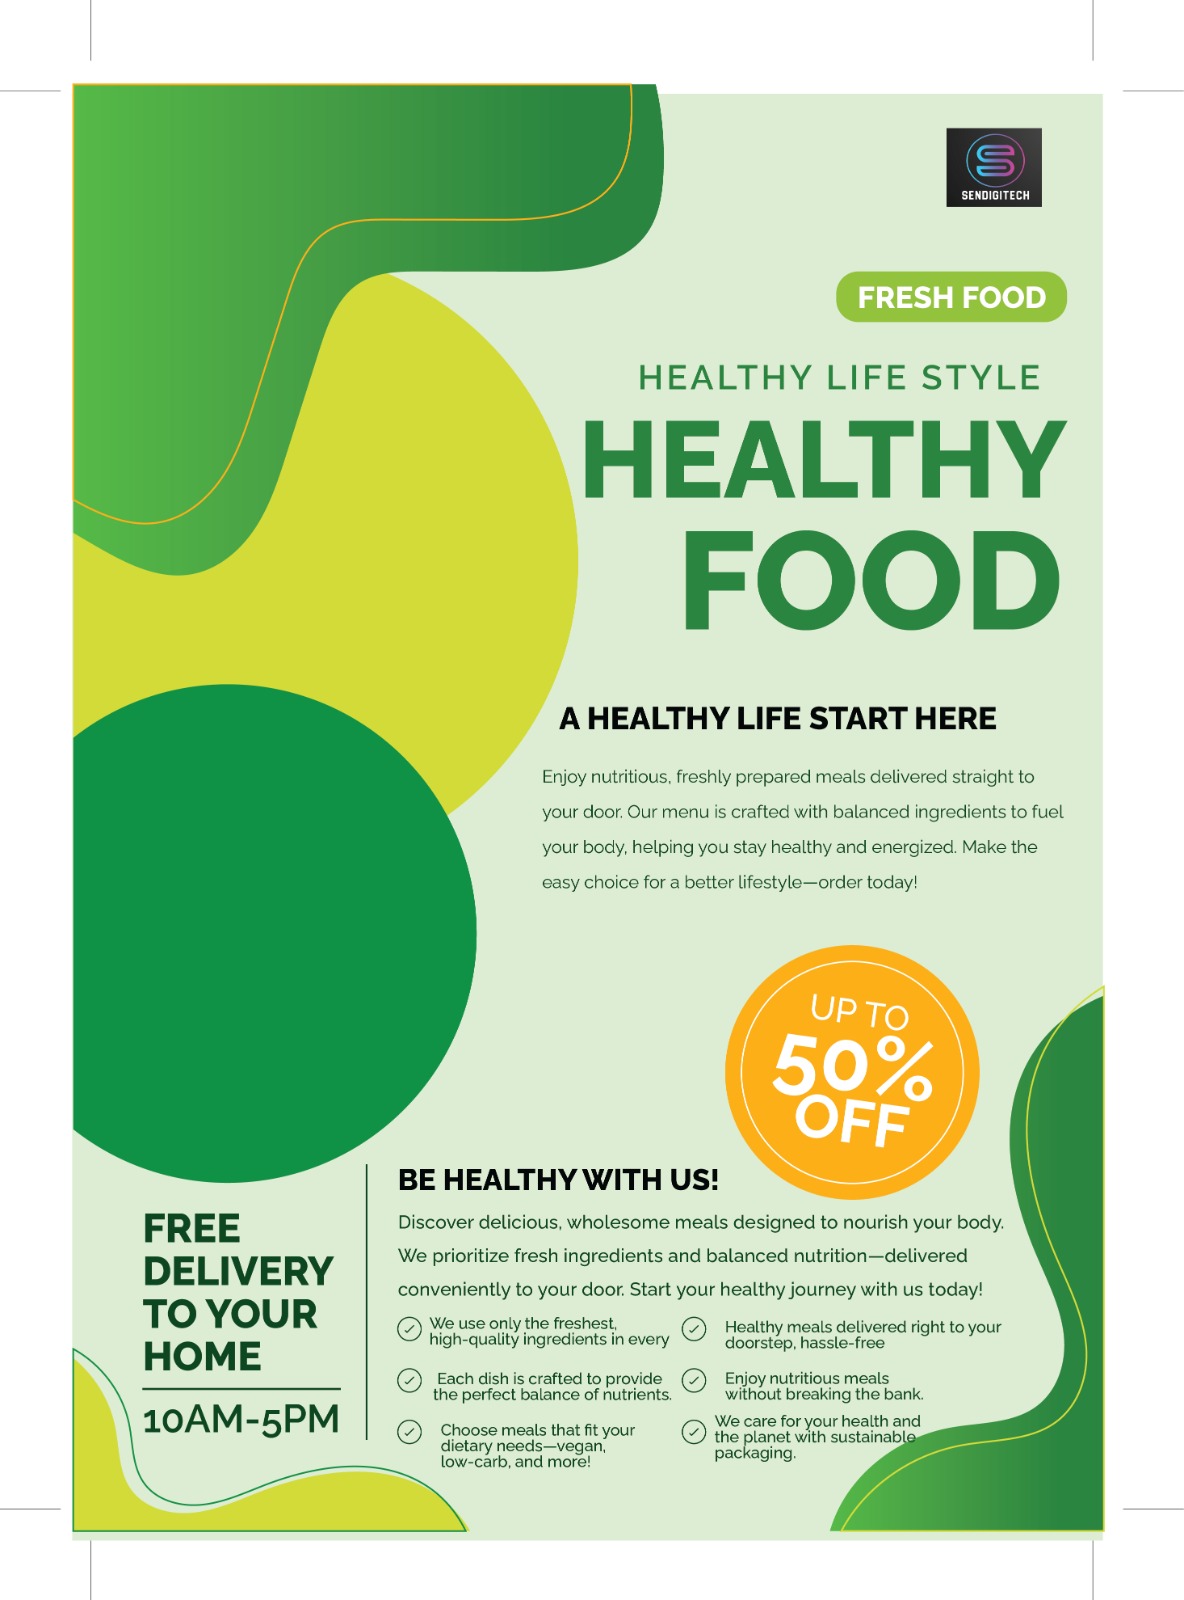 SENDIGITECH
FRESH FOOD
HEALTHY LIFE STYLE
HEALTHY
FOOD
A HEALTHY LIFE START HERE
Enjoy nutritious, freshly prepared meals delivered straight to
your door. Our menu is crafted with balanced ingredients to fuel
your body, helping you stay healthy and energized. Make the
easy choice for a better lifestyle—order today!
UP TO
50%
OFF
FREE
DELIVERY
TO YOUR
HOME
10AM-5PM
BE HEALTHY WITH US!
Discover delicious, wholesome meals designed to nourish your body.
We prioritize fresh ingredients and balanced nutrition—delivered
conveniently to your door. Start your healthy journey with us today!
We use only the freshest,
high-quality ingredients in every
Each dish is crafted to provide
the perfect balance of nutrients.
Choose meals that fit your
dietary needs—vegan,
low-carb, and more!
Healthy meals delivered right to your
doorstep, hassle-free
Enjoy nutritious meals
without breaking the bank.
We care for your health and
the planet with sustainable
packaging.